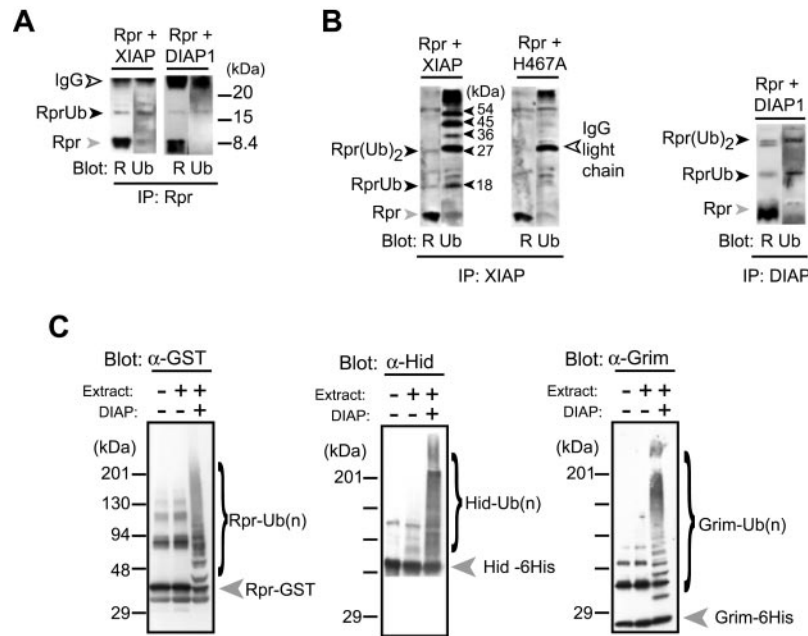 A
Rpr + XIAP
Rpr + DIAP1
(kDa)
IgG
20
RprUb
15
Rpr
8.4
Blot: R Ub R Ub
IP: Rpr
B
Rpr + XIAP
Rpr + H467A
(kDa)
54
45
36
Rpr(Ub)2
27
IgG light chain
RprUb
18
Rpr
Blot: R Ub R Ub
IP: XIAP
Rpr + DIAP1
Rpr(Ub)2
RprUb
Rpr
Blot: R Ub
IP: DIAP
C
Blot: α-GST
Extract: - + +
DIAP: - - +
(kDa)
201
130
94
48
29
Rpr-Ub(n)
Rpr-GST
Blot: α-Hid
Extract: - + +
DIAP: - - +
(kDa)
201
29
Hid-Ub(n)
Hid -6His
Blot: α-Grim
Extract: - + +
DIAP: - - +
(kDa)
201
29
Grim-Ub(n)
Grim-6His